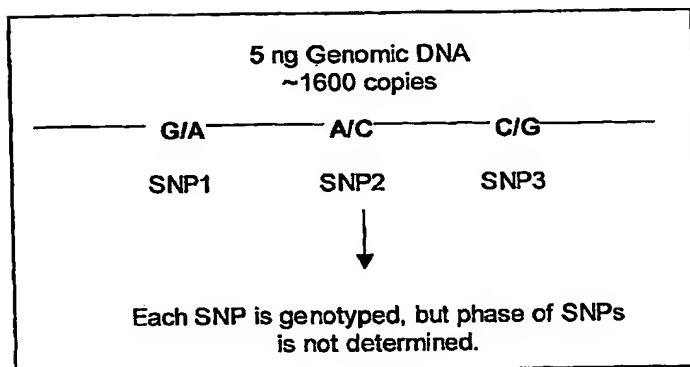 5 ng Genomic DNA
~1600 copies
G/A A/C C/G
SNP1 SNP2 SNP3
Each SNP is genotyped, but phase of SNPs
is not determined.